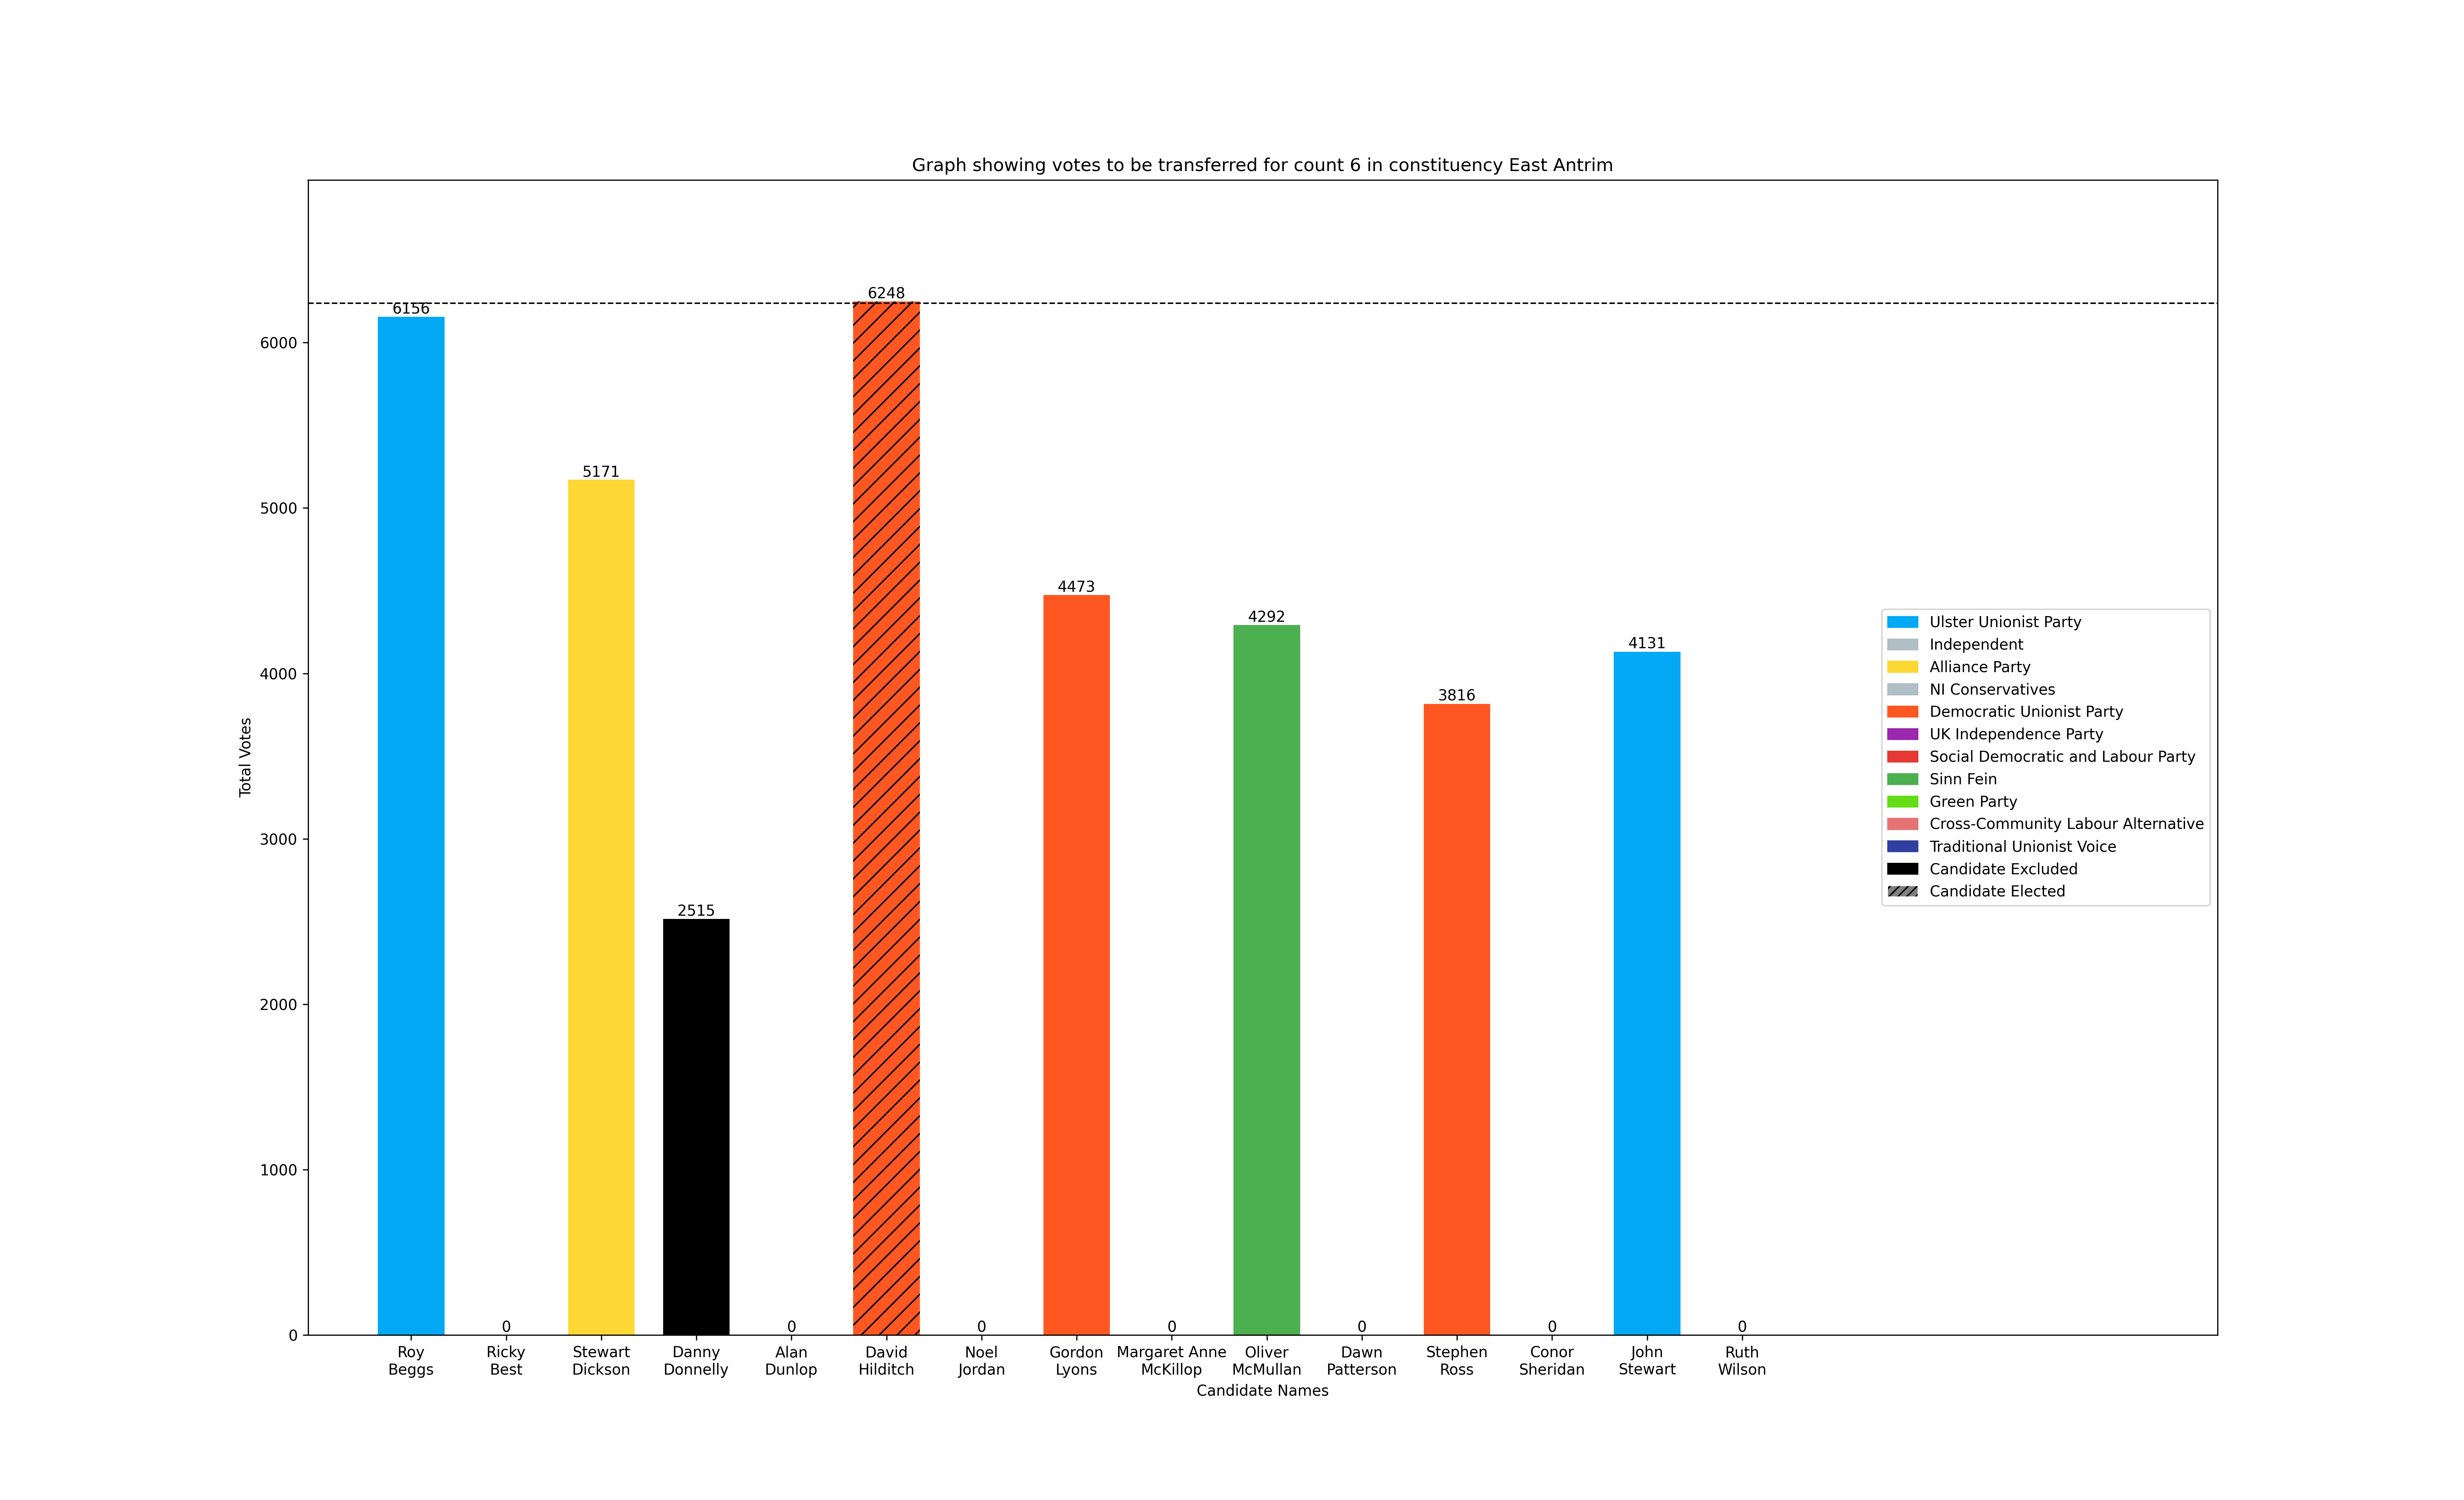 Graph showing votes to be transferred for count 6 in constituency East Antrim
6248
6156
6000
5171
5000
4473
4292
4131
4000
3816
3000
2515
2000
1000
0
0
0
0
0
0
0
0
Total Votes
Ulster Unionist Party
Independent
Alliance Party
NI Conservatives
Democratic Unionist Party
UK Independence Party
Social Democratic and Labour Party
Sinn Fein
Green Party
Cross-Community Labour Alternative
Traditional Unionist Voice
Candidate Excluded
Candidate Elected
Roy
Beggs
Ricky
Best
Stewart
Dickson
Danny
Donnelly
Alan
Dunlop
David
Hilditch
Noel
Jordan
Gordon
Lyons
Margaret Anne
McKillop
Oliver
McMullan
Dawn
Patterson
Stephen
Ross
Conor
Sheridan
John
Stewart
Ruth
Wilson
Candidate Names